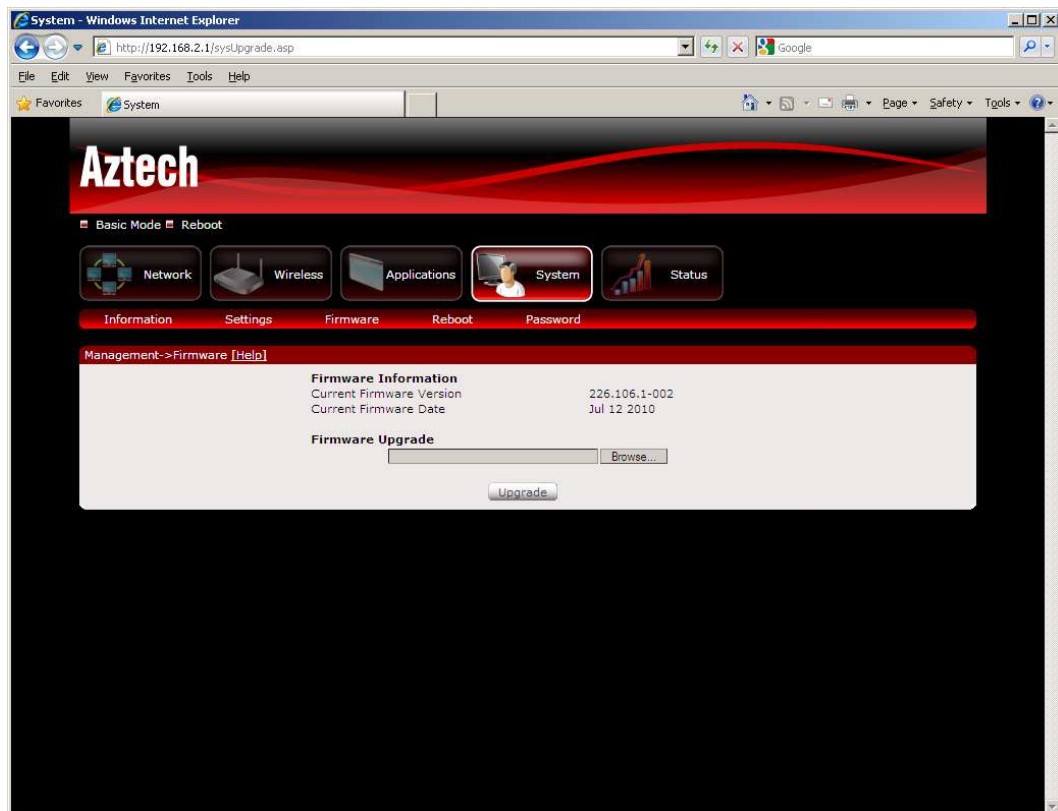 System - Windows Internet Explorer
http://192.168.2.1/sysUpgrade.asp
Google
File Edit View Favorites Tools Help
Favorites System Page Safety Tools
Aztech
Basic Mode Reboot
Network Wireless Applications System Status
Information Settings Firmware Reboot Password
Management->Firmware [Help]
Firmware Information
Current Firmware Version 226.106.1-002
Current Firmware Date Jul 12 2010
Firmware Upgrade
Browse...
Upgrade